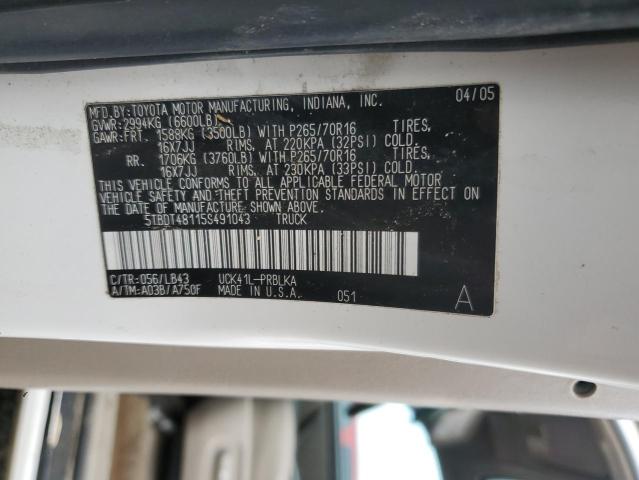 MFD.BY:TOYOTA MOTOR MANUFACTURING, INDIANA, INC. 04/05
GVWR:2994KG (6600LB)
GAWR:FRT. 1588KG (3500LB) WITH P265/70R16 TIRES,
16X7JJ RIMS, AT 220KPA (32PSI) COLD.
RR. 1706KG (3760LB) WITH P265/70R16 TIRES,
16X7JJ RIMS, AT 230KPA (33PSI) COLD.
THIS VEHICLE CONFORMS TO ALL APPLICABLE FEDERAL MOTOR
VEHICLE SAFETY AND THEFT PREVENTION STANDARDS IN EFFECT ON
THE DATE OF MANUFACTURE SHOWN ABOVE.
5TBDT48115S491043 TRUCK
C/TR:056/LB43 UCK41L-PRBLKA
A/TM:A03B/A750F MADE IN U.S.A. 051 A